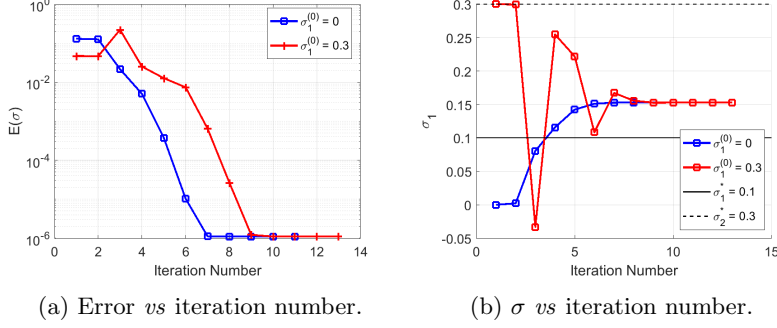 10^0
10^-2
10^-4
10^-6
E(σ)
0 2 4 6 8 10 12 14
Iteration Number
σ_1^(0) = 0
σ_1^(0) = 0.3
(a) Error vs iteration number.
0.3
0.25
0.2
0.15
0.1
0.05
0
-0.05
σ_1
0 5 10 15
Iteration Number
σ_1^(0) = 0
σ_1^(0) = 0.3
σ_1^* = 0.1
σ_2^* = 0.3
(b) σ vs iteration number.